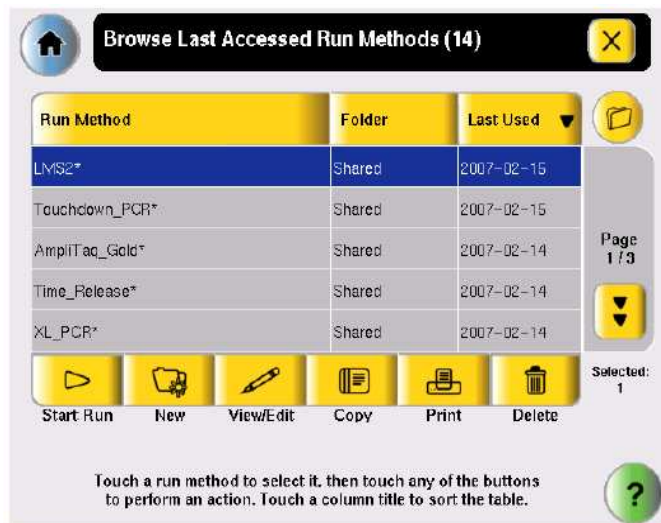 Browse Last Accessed Run Methods (14)
Run Method Folder Last Used
LMS2* Shared 2007-02-15
Touchdown_PCR* Shared 2007-02-15
AmpliTaq_Gold* Shared 2007-02-14
Time_Release* Shared 2007-02-14
XL_PCR* Shared 2007-02-14
Page
1/3
Selected:
1
Start Run New View/Edit Copy Print Delete
Touch a run method to select it, then touch any of the buttons
to perform an action. Touch a column title to sort the table.
?